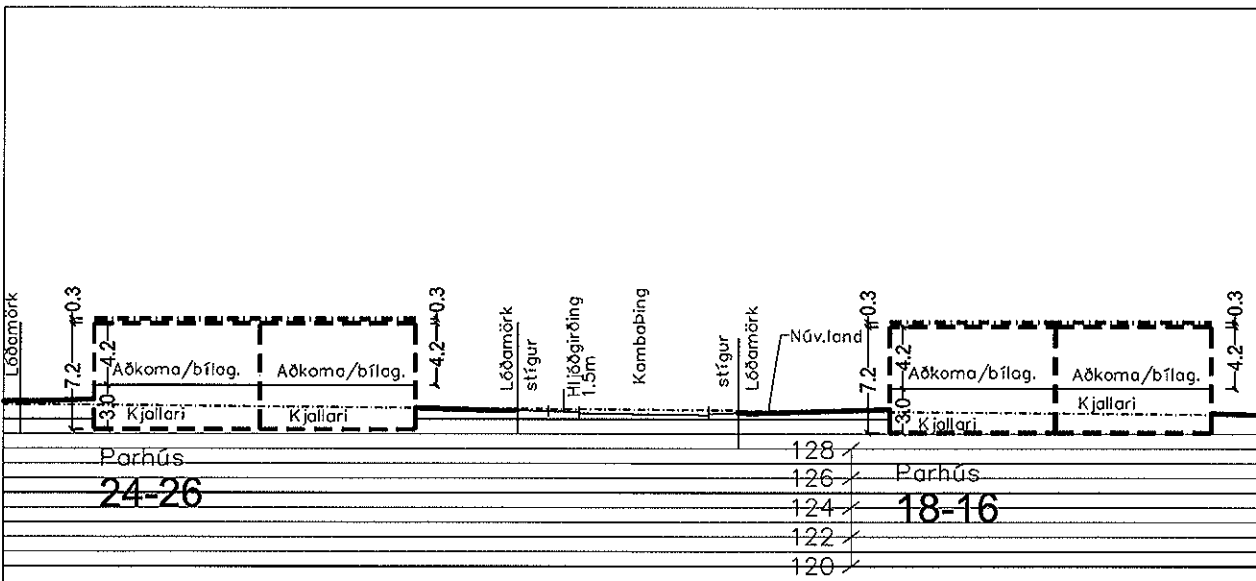 Lóðamörk
7.2
4.2
3.0
Aðkoma/bílag.
Kjallari
Aðkoma/bílag.
Kjallari
0.3
0.3
4.2
Parhús
24-26
Lóðamörk
stígur
Hljóðgirðing
1.5m
Kambaþing
stígur
Lóðamörk
Núv.land
0.3
7.2
4.2
3.0
Aðkoma/bílag.
Kjallari
Aðkoma/bílag.
Kjallari
0.3
4.2
Parhús
18-16
128
126
124
122
120